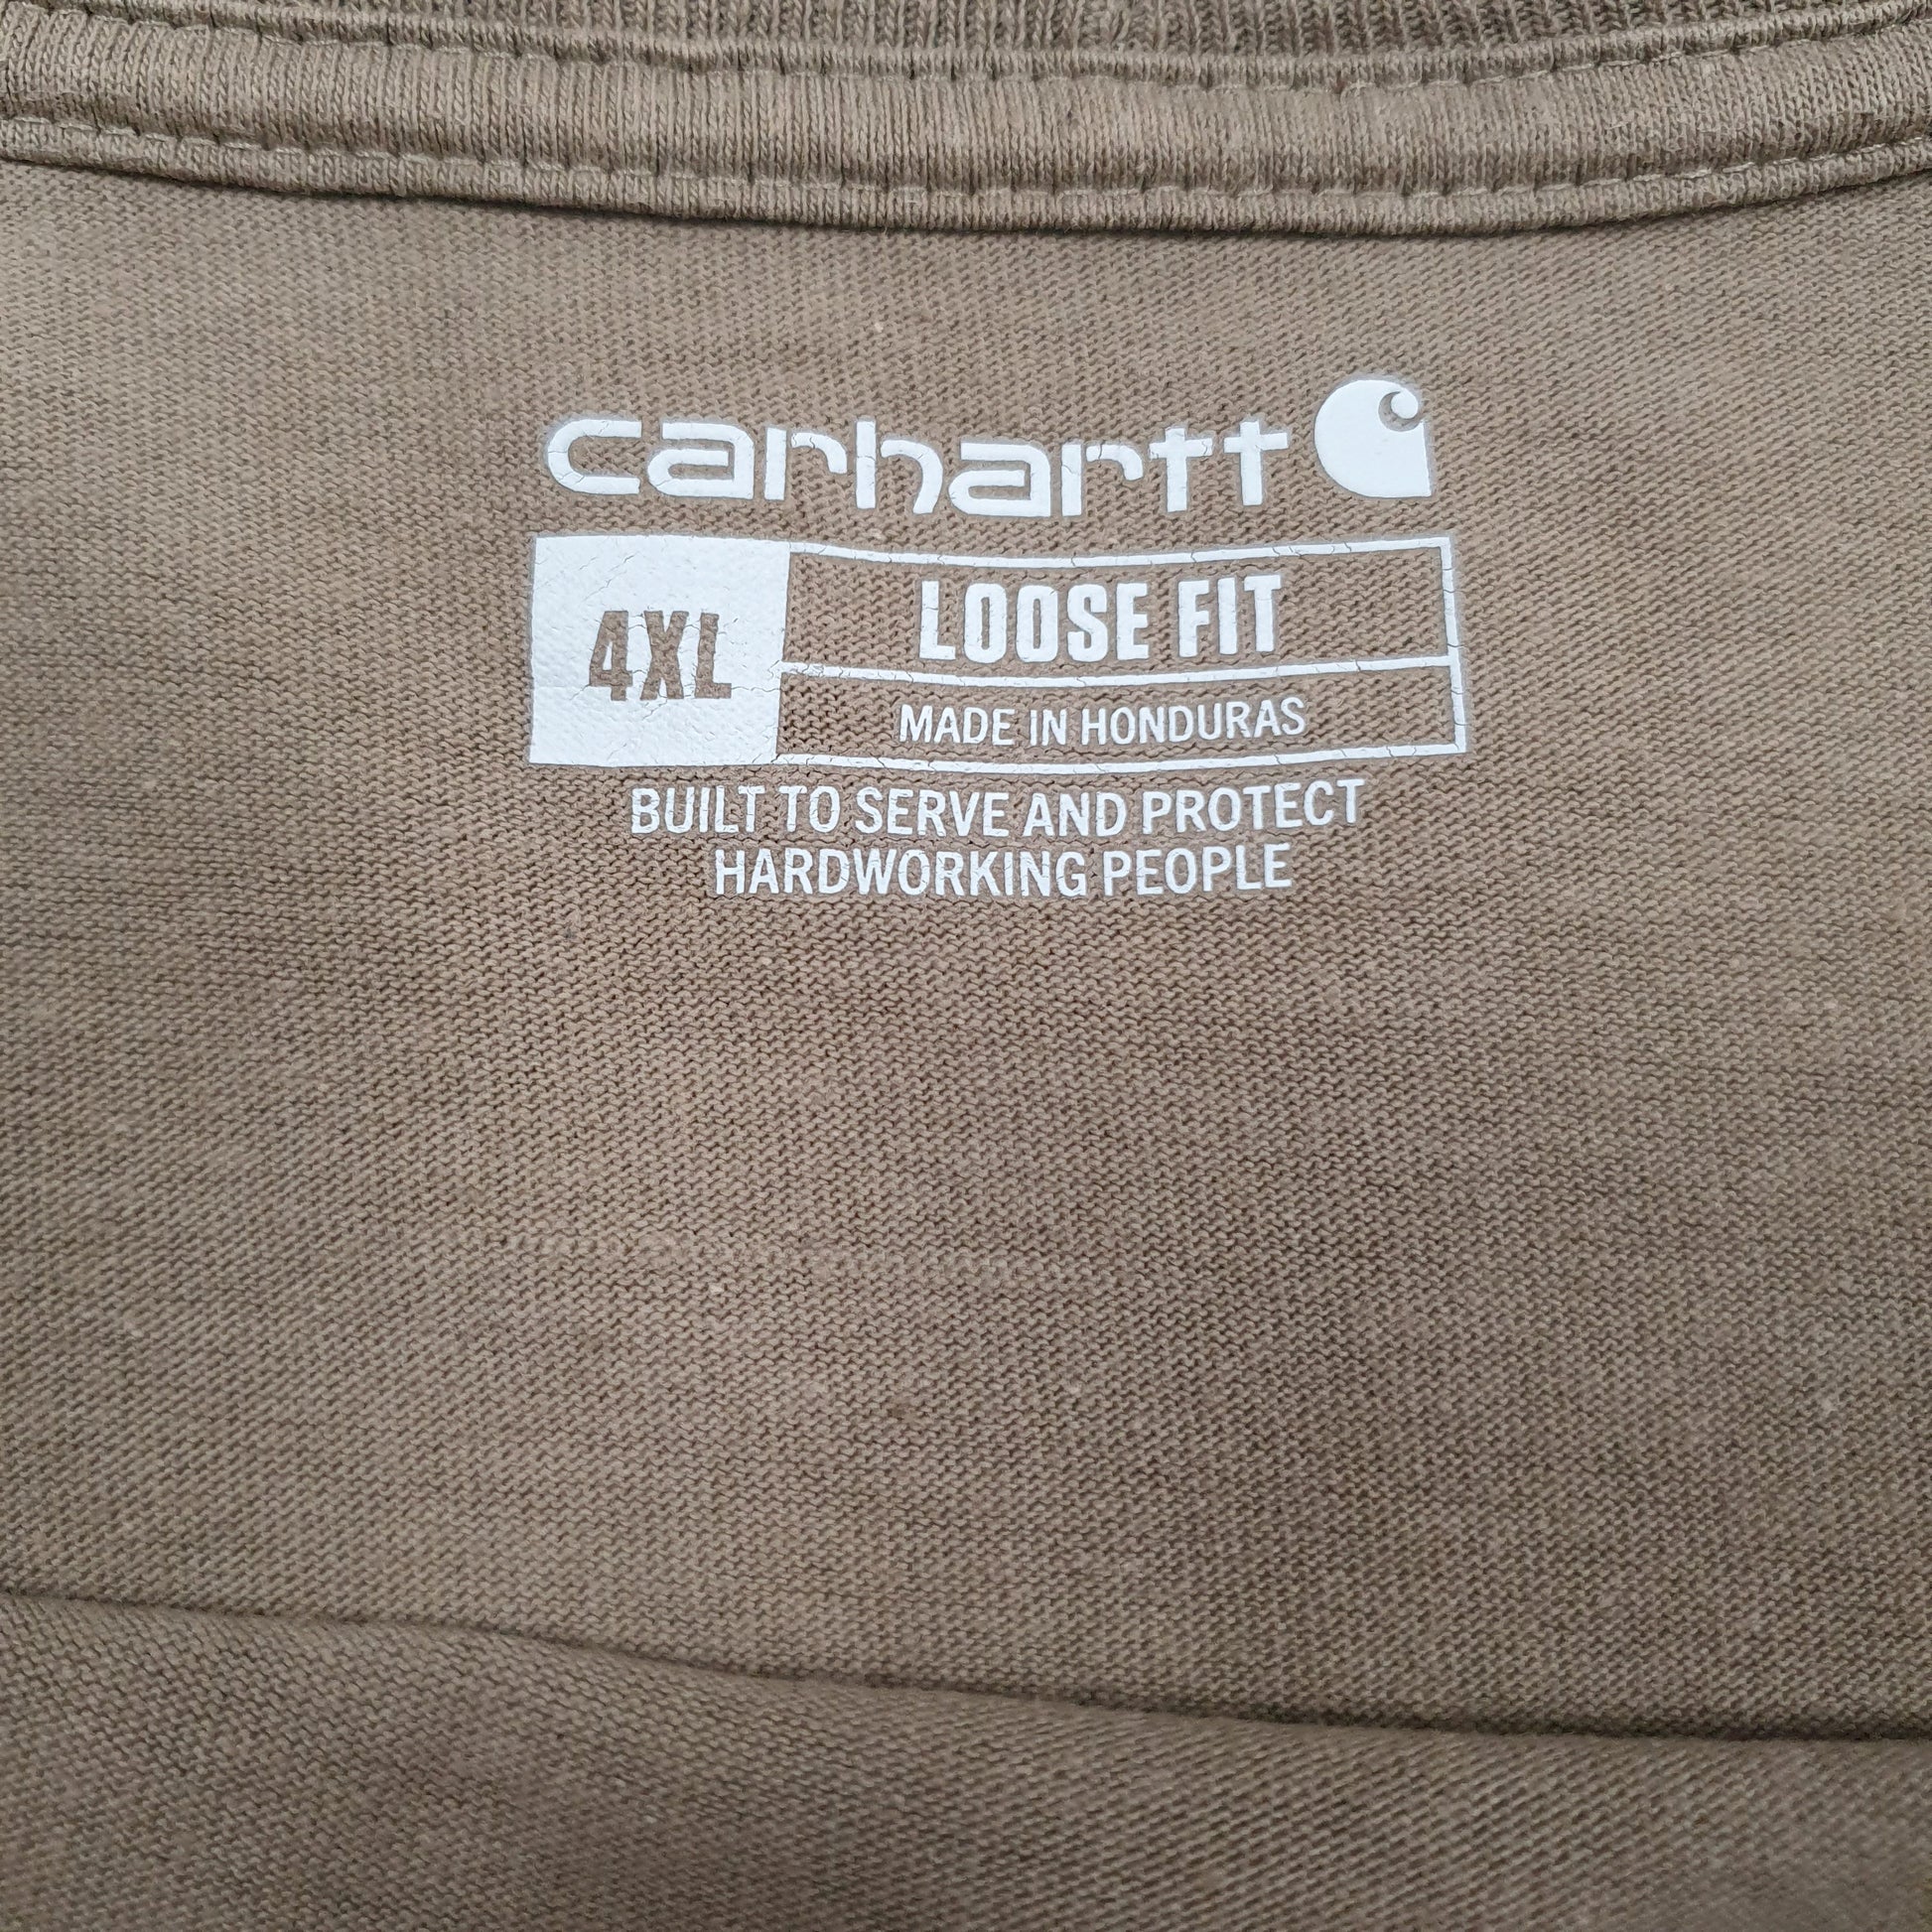 carhartt
4XL
LOOSE FIT
MADE IN HONDURAS
BUILT TO SERVE AND PROTECT
HARDWORKING PEOPLE